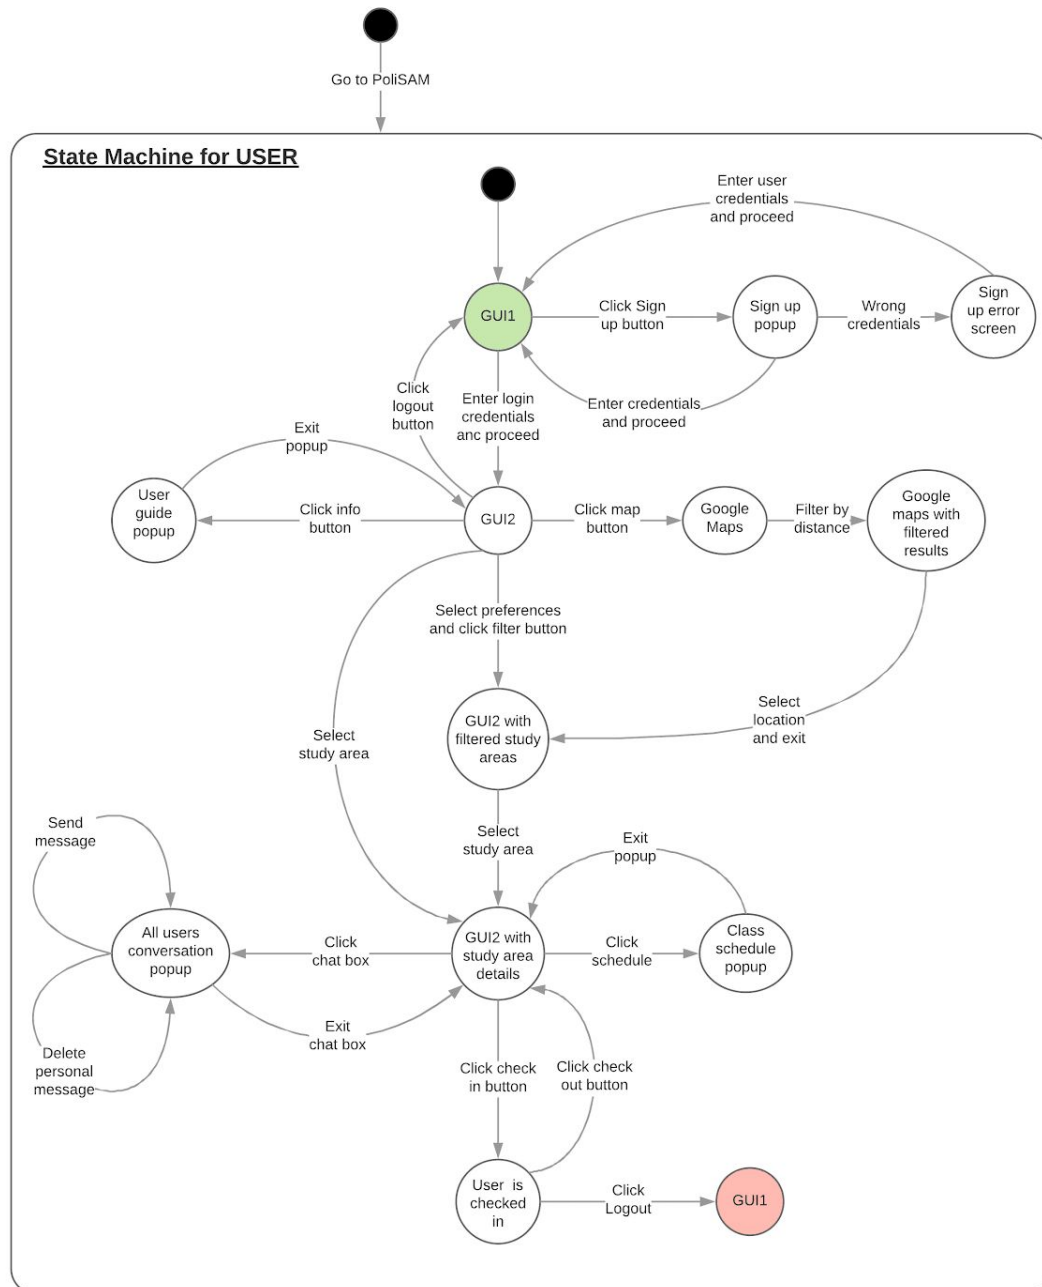 Go to PoliSAM
State Machine for USER
Enter user
credentials
and proceed
GUI1
Click Sign
up button
Sign up
popup
Wrong
credentials
Sign
up error
screen
Click
logout
button
Enter login
credentials
anc proceed
Enter credentials
and proceed
Exit
popup
User
guide
popup
Click info
button
GUI2
Click map
button
Google
Maps
Filter by
distance
Google
maps with
filtered
results
Select preferences
and click filter button
Select
study area
GUI2 with
filtered study
areas
Select
location
and exit
Send
message
Select
study area
Exit
popup
All users
conversation
popup
Click
chat box
GUI2 with
study area
details
Click
schedule
Class
schedule
popup
Exit
chat box
Delete
personal
message
Click check
in button
Click check
out button
User is
checked
in
Click
Logout
GUI1